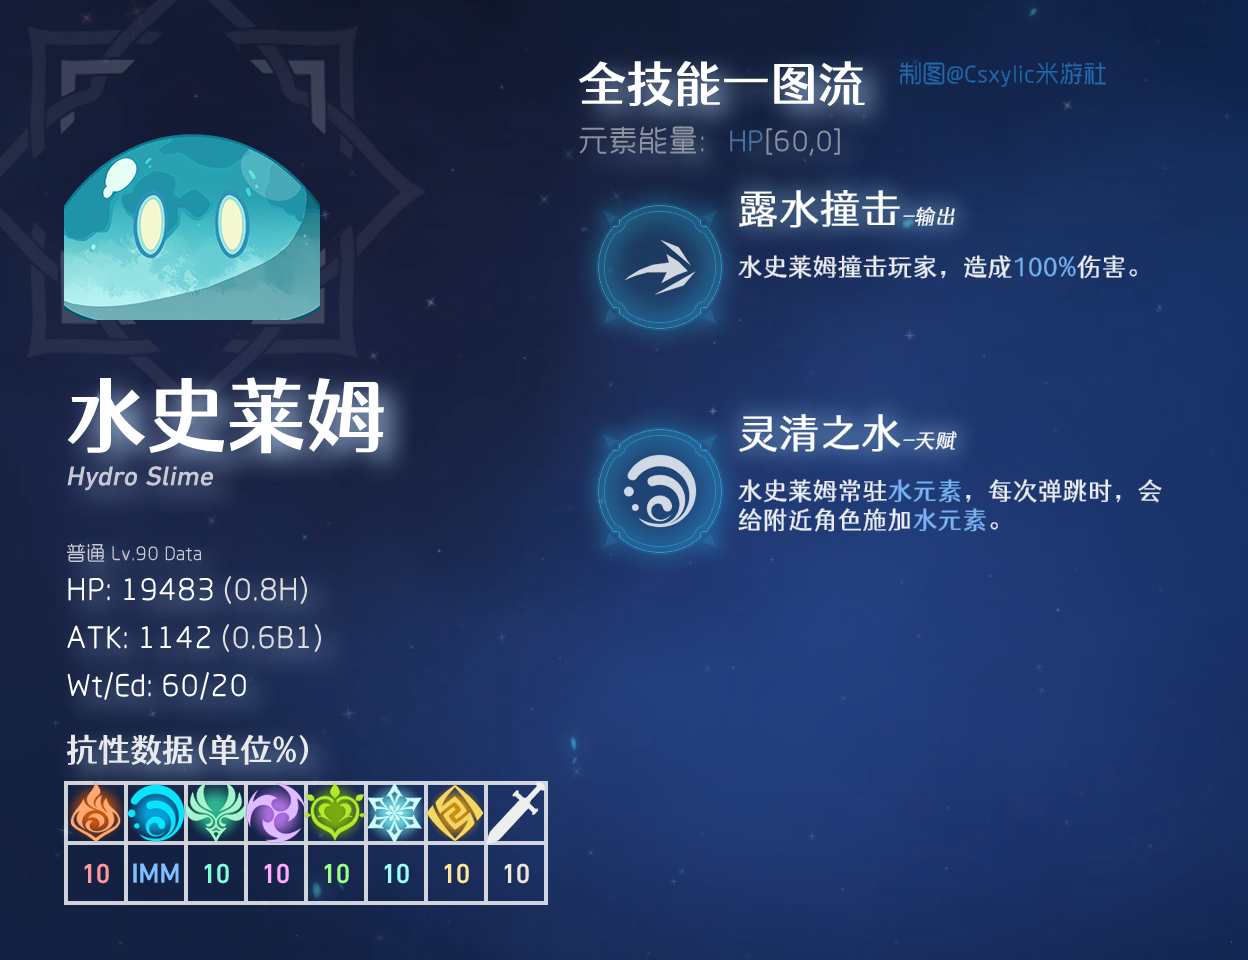 全技能一图流
制图@Csxylic米游社
元素能量： HP[60,0]
露水撞击-输出
水史莱姆撞击玩家，造成100%伤害。
灵清之水-天赋
水史莱姆常驻水元素，每次弹跳时，会
给附近角色施加水元素。
水史莱姆
Hydro Slime
普通 Lv.90 Data
HP: 19483 (0.8H)
ATK: 1142 (0.6B1)
Wt/Ed: 60/20
抗性数据(单位%)
10 IMM 10 10 10 10 10 10